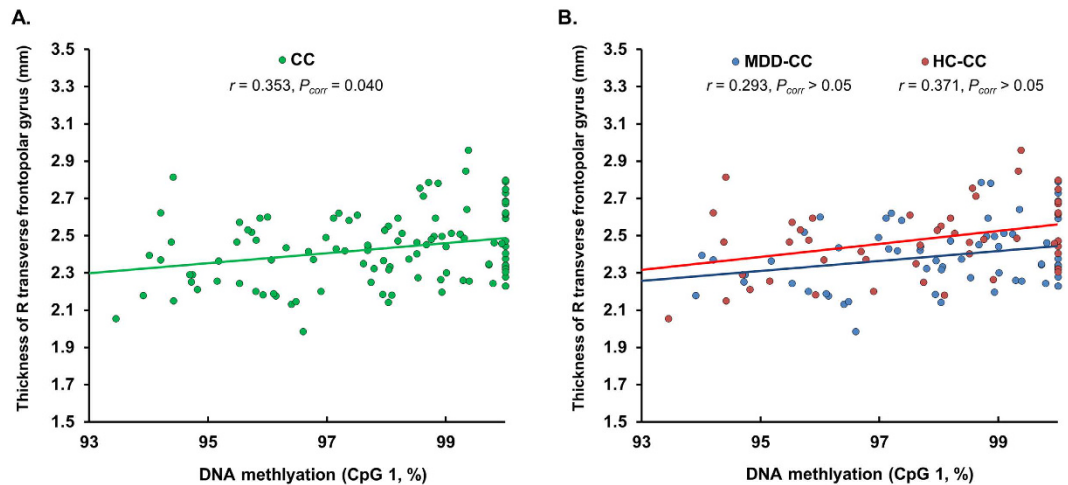 A.
Thickness of R transverse frontopolar gyrus (mm)
3.5
3.3
3.1
2.9
2.7
2.5
2.3
2.1
1.9
1.7
1.5
CC
r = 0.353, Pcorr = 0.040
93 95 97 99
DNA methlyation (CpG 1, %)
B.
Thickness of R transverse frontopolar gyrus (mm)
3.5
3.3
3.1
2.9
2.7
2.5
2.3
2.1
1.9
1.7
1.5
MDD-CC HC-CC
r = 0.293, Pcorr > 0.05 r = 0.371, Pcorr > 0.05
93 95 97 99
DNA methlyation (CpG 1, %)